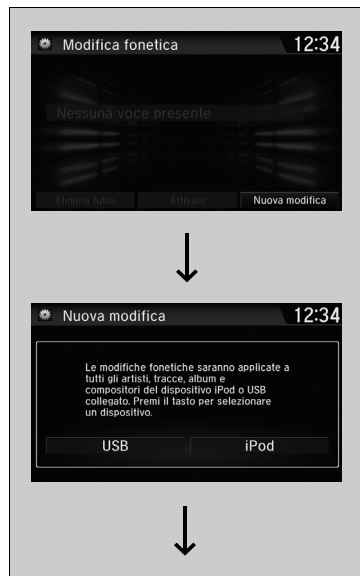 Modifica fonetica 12:34
Nessuna voce presente
Elimina tutto Attivato Nuova modifica
Nuova modifica 12:34
Le modifiche fonetiche saranno applicate a
tutti gli artisti, tracce, album e
compositori del dispositivo iPod o USB
collegato. Premi il tasto per selezionare
un dispositivo.
USB iPod